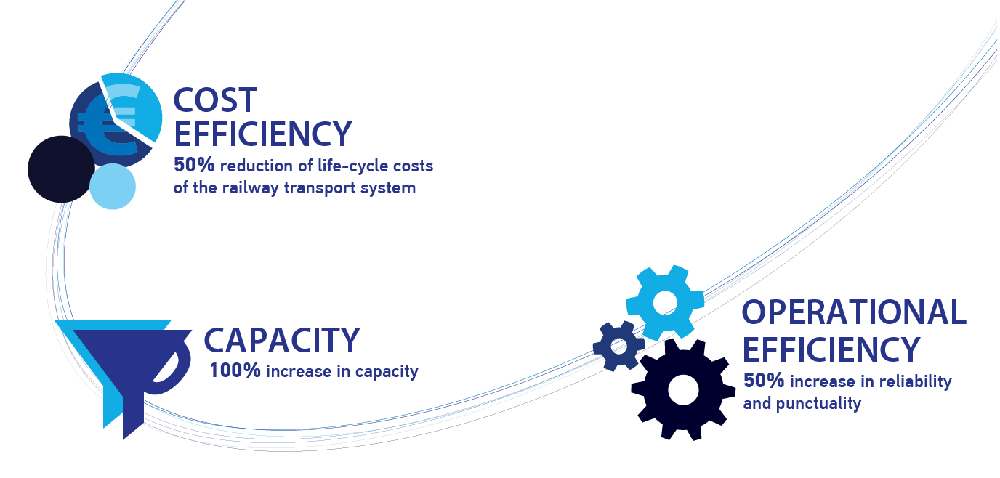 €
COST
EFFICIENCY
50% reduction of life-cycle costs
of the railway transport system
CAPACITY
100% increase in capacity
OPERATIONAL
EFFICIENCY
50% increase in reliability
and punctuality